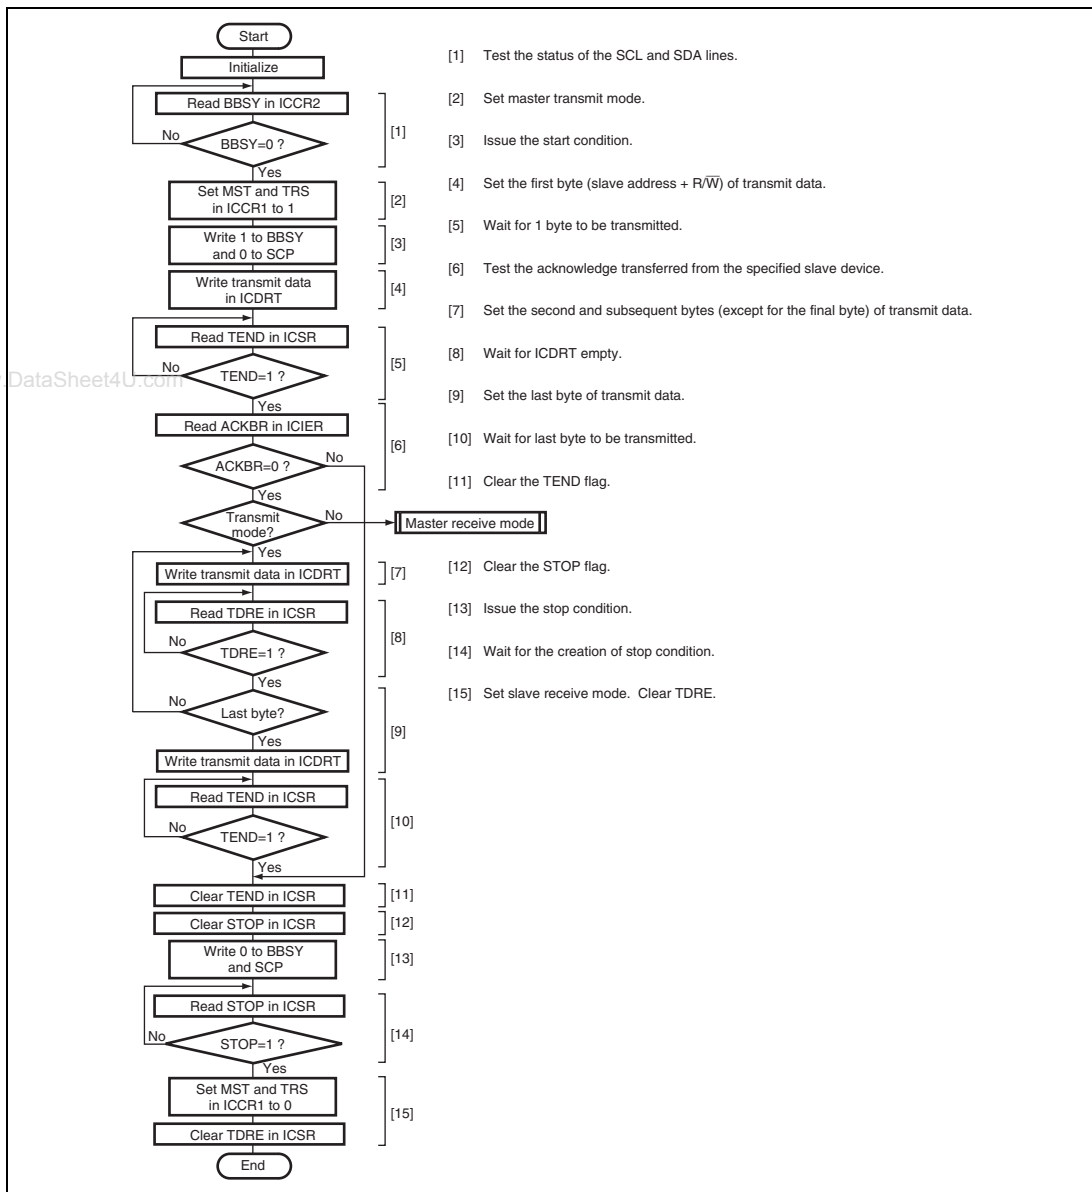 Start
Initialize
Read BBSY in ICCR2
BBSY=0 ?
No
Yes
[1]
Set MST and TRS
in ICCR1 to 1
[2]
Write 1 to BBSY
and 0 to SCP
[3]
Write transmit data
in ICDRT
[4]
Read TEND in ICSR
TEND=1 ?
No
Yes
[5]
.DataSheet4U.com
Read ACKBR in ICIER
ACKBR=0 ?
No
Yes
[6]
Transmit
mode?
No
Master receive mode
Yes
Write transmit data in ICDRT
[7]
Read TDRE in ICSR
TDRE=1 ?
No
Yes
[8]
Last byte?
No
Yes
[9]
Write transmit data in ICDRT
Read TEND in ICSR
TEND=1 ?
No
Yes
[10]
Clear TEND in ICSR
[11]
Clear STOP in ICSR
[12]
Write 0 to BBSY
and SCP
[13]
Read STOP in ICSR
STOP=1 ?
No
Yes
[14]
Set MST and TRS
in ICCR1 to 0
Clear TDRE in ICSR
[15]
End
[1] Test the status of the SCL and SDA lines.
[2] Set master transmit mode.
[3] Issue the start condition.
[4] Set the first byte (slave address + R/W̅) of transmit data.
[5] Wait for 1 byte to be transmitted.
[6] Test the acknowledge transferred from the specified slave device.
[7] Set the second and subsequent bytes (except for the final byte) of transmit data.
[8] Wait for ICDRT empty.
[9] Set the last byte of transmit data.
[10] Wait for last byte to be transmitted.
[11] Clear the TEND flag.
[12] Clear the STOP flag.
[13] Issue the stop condition.
[14] Wait for the creation of stop condition.
[15] Set slave receive mode. Clear TDRE.